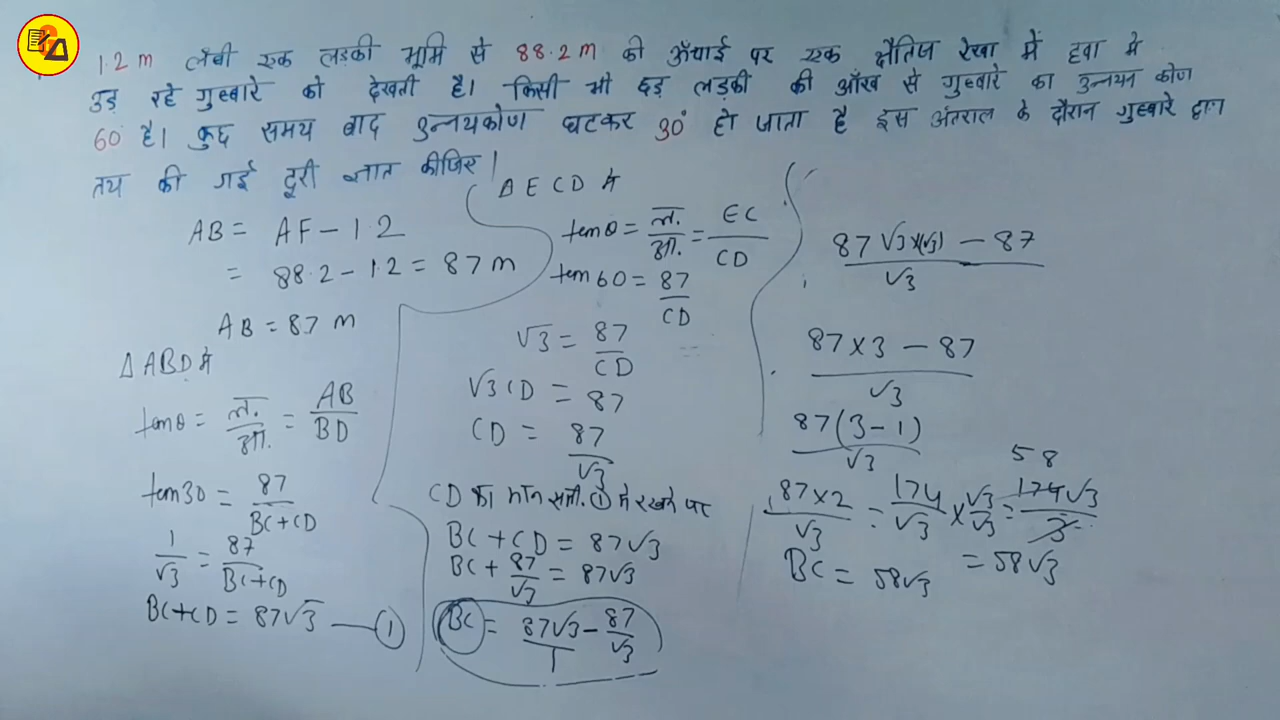 1.2 m लंबी एक लड़की भूमि से 88.2 m की ऊँचाई पर एक क्षैतिज रेखा में हवा मे
उड़ रहे गुब्बारे को देखती है। किसी भी क्षड़ लड़की की आँख से गुब्बारे का उन्नयन कोण
60° है। कुछ समय बाद उन्नयकोण घटकर 30° हो जाता है इस अंतराल के दौरान गुब्बारे द्वारा
तय की गई दूरी ज्ञात कीजिए।
AB = AF - 1.2
= 88.2 - 1.2 = 87 m
AB = 87 m
Δ ABD मे
tanθ = ल./आ. = AB/BD
tan30 = 87/BC+CD
1/√3 = 87/BC+CD
BC+CD = 87√3 — ①
Δ ECD मे
tanθ = ल./आ. = EC/CD
tan60 = 87/CD
√3 = 87/CD
√3 CD = 87
CD = 87/√3
CD का मान समी. ① मे रखने पर
BC + CD = 87√3
BC + 87/√3 = 87√3
BC = 87√3/1 - 87/√3
87√3×(√3) - 87/√3
87×3 - 87/√3
87(3-1)/√3
87×2/√3 = 174/√3 × √3/√3 = 174√3/3 58
= 58√3
BC = 58√3